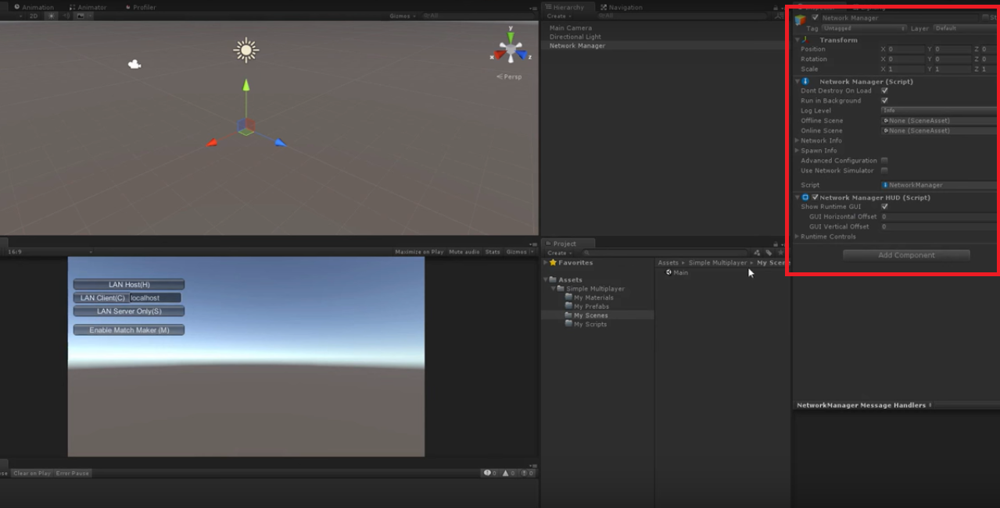 Animation Animator Profiler
2D Gizmos All
y
x z
Persp
Hierarchy Navigation
Create All
Main Camera
Directional Light
Network Manager
Network Manager St
Tag Untagged Layer Default
Transform
Position X 0 Y 0 Z 0
Rotation X 0 Y 0 Z 0
Scale X 1 Y 1 Z 1
Network Manager (Script)
Dont Destroy On Load
Run in Background
Log Level Info
Offline Scene None (SceneAsset)
Online Scene None (SceneAsset)
Network Info
Spawn Info
Advanced Configuration
Use Network Simulator
Script NetworkManager
Network Manager HUD (Script)
Show Runtime GUI
GUI Horizontal Offset 0
GUI Vertical Offset 0
Runtime Controls
Add Component
16:9 Maximize on Play Mute audio Stats Gizmos
LAN Host(H)
LAN Client(C) localhost
LAN Server Only(S)
Enable Match Maker (M)
Project
Create
Favorites
Assets
Simple Multiplayer
My Materials
My Prefabs
My Scenes
My Scripts
Assets Simple Multiplayer My Scene
Main
NetworkManager Message Handlers
Clear on Play Error Pause 0 0 0